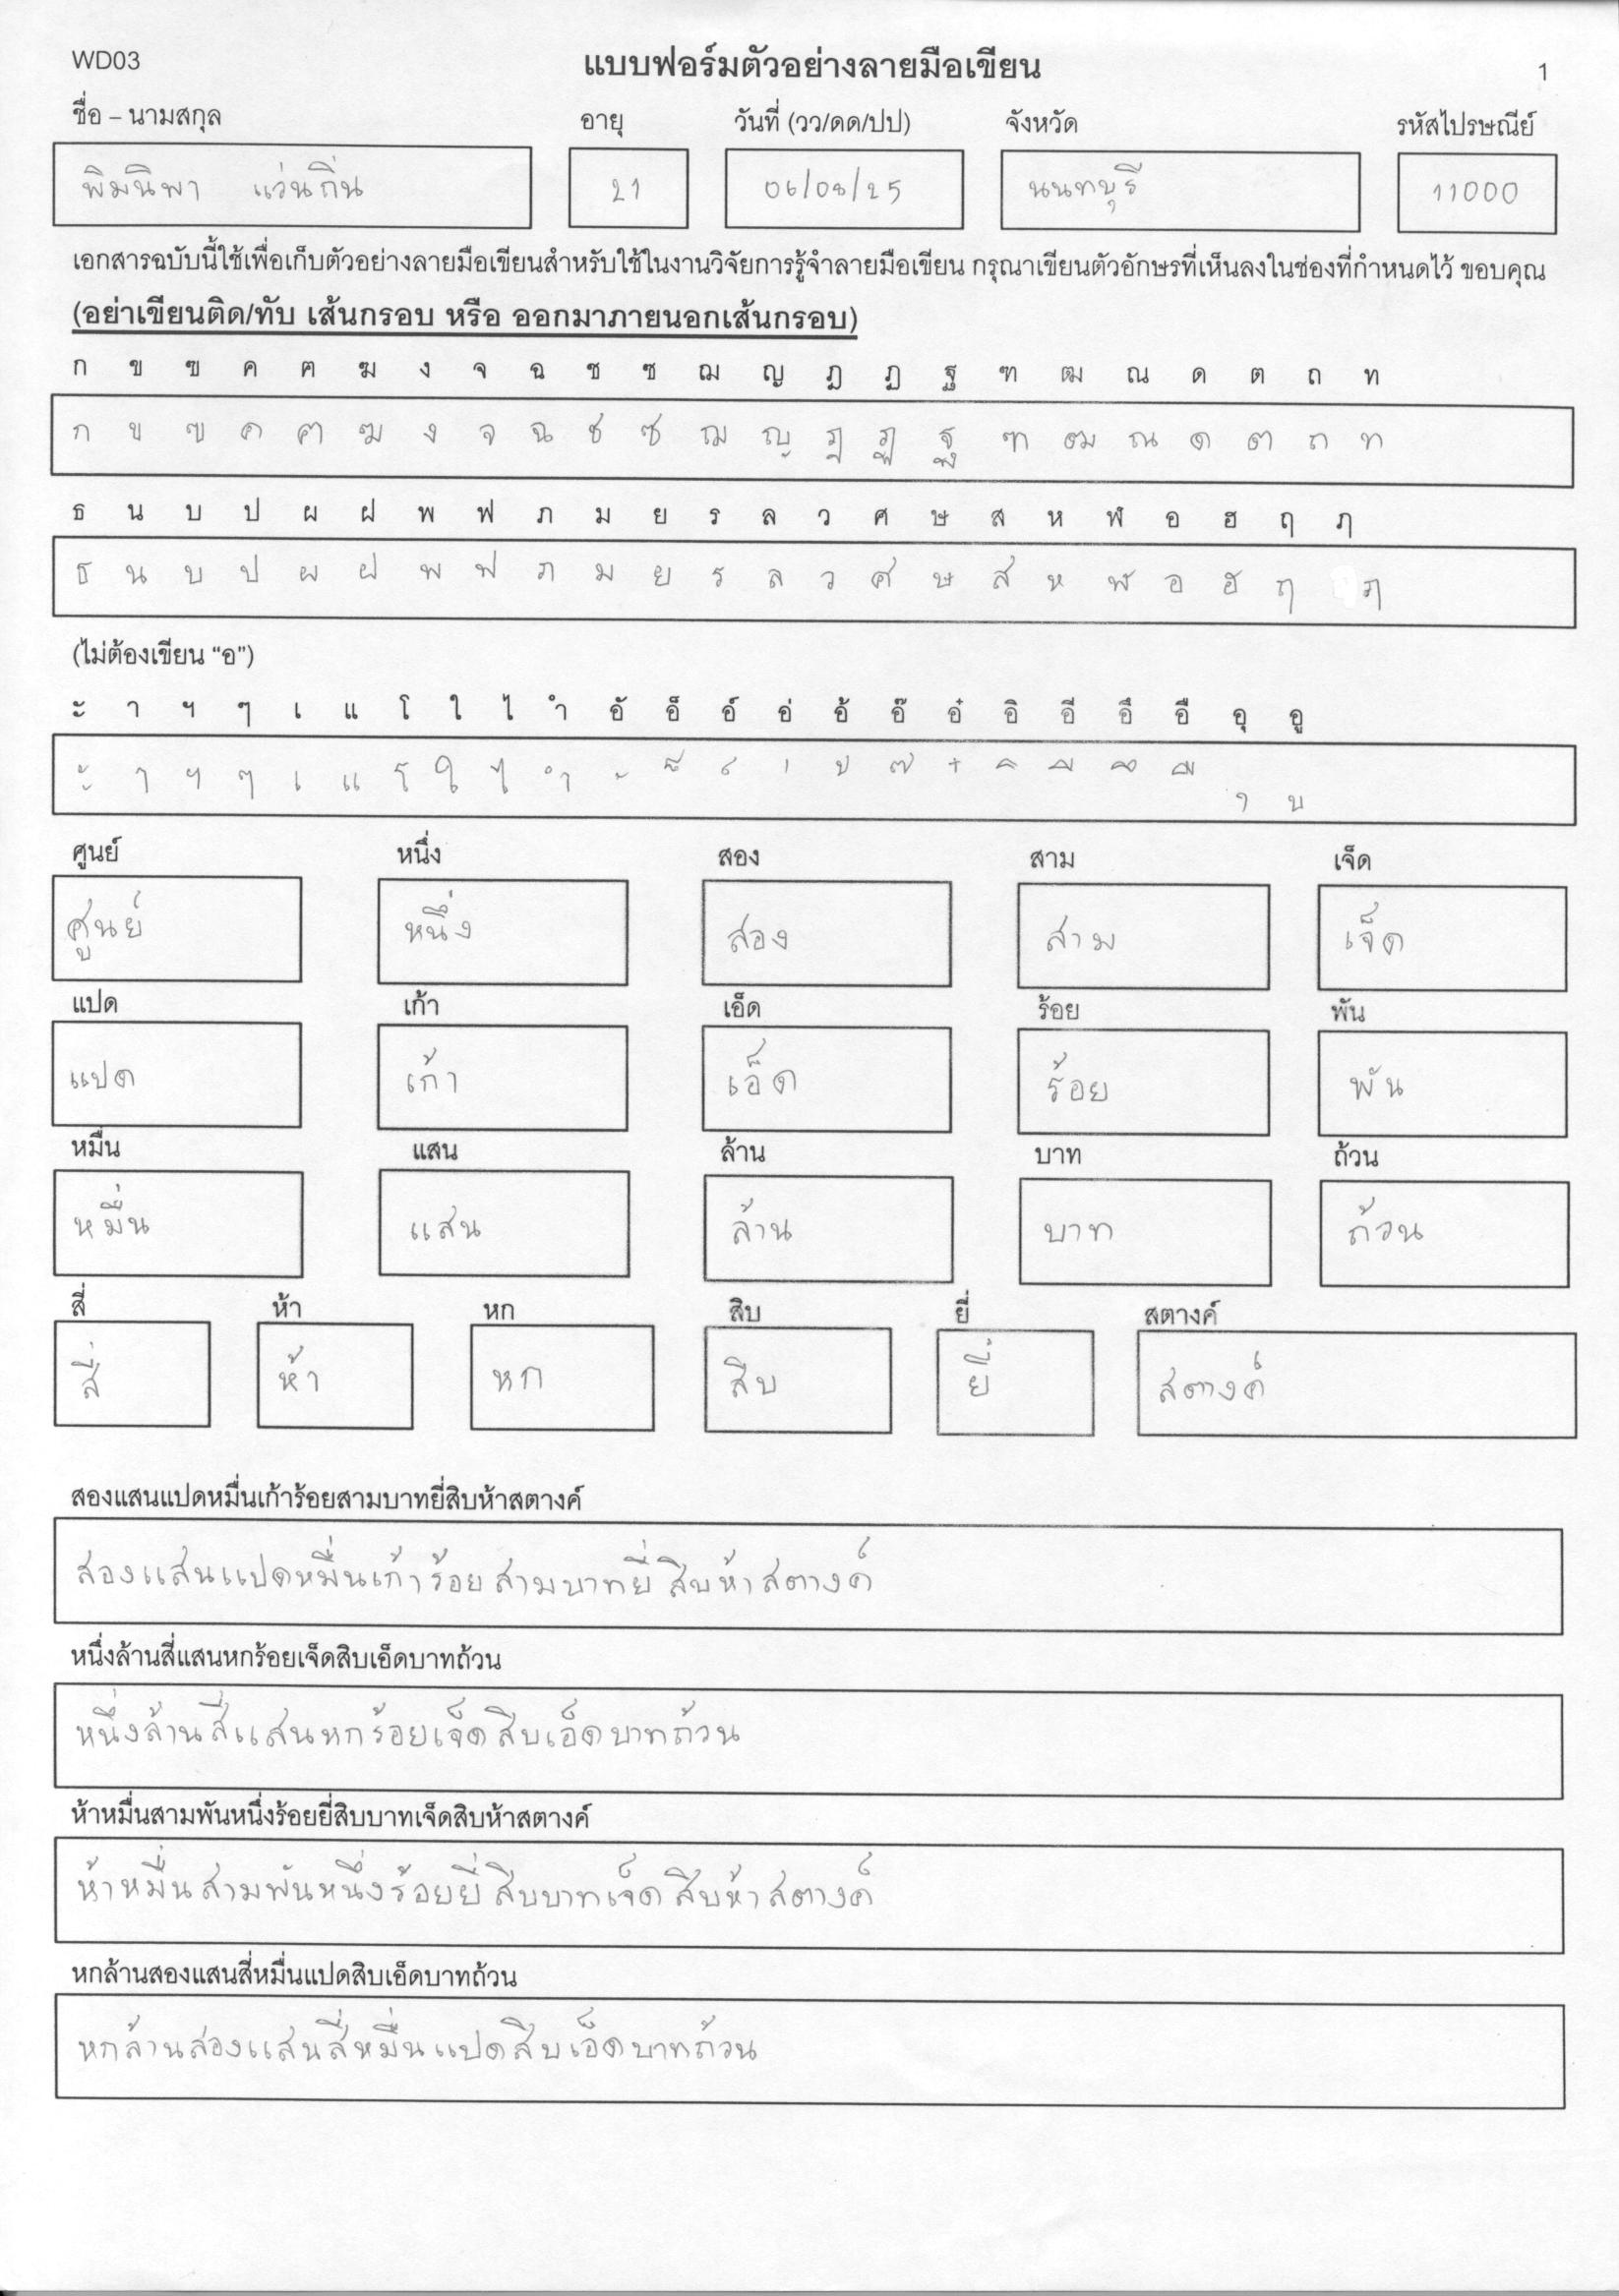 WD03 แบบฟอร์มตัวอย่างลายมือเขียน 1
ชื่อ – นามสกุล อายุ วันที่ (วว/ดด/ปป) จังหวัด รหัสไปรษณีย์
พิมนิพา แว่นถิ่น 21 06/08/25 นนทบุรี 11000
เอกสารฉบับนี้ใช้เพื่อเก็บตัวอย่างลายมือเขียนสำหรับใช้ในงานวิจัยการรู้จำลายมือเขียน กรุณาเขียนตัวอักษรที่เห็นลงในช่องที่กำหนดไว้ ขอบคุณ
(อย่าเขียนติด/ทับ เส้นกรอบ หรือ ออกมาภายนอกเส้นกรอบ)
ก ข ฃ ค ฅ ฆ ง จ ฉ ช ซ ฌ ญ ฎ ฏ ฐ ฑ ฒ ณ ด ต ถ ท
ก ข ฃ ค ฅ ฆ ง จ ฉ ช ซ ฌ ญ ฎ ฏ ฐ ฑ ฒ ณ ด ต ถ ท
ธ น บ ป ผ ฝ พ ฟ ภ ม ย ร ล ว ศ ษ ส ห ฬ อ ฮ ฤ ฦ
ธ น บ ป ผ ฝ พ ฟ ภ ม ย ร ล ว ศ ษ ส ห ฬ อ ฮ ฤ ฦ
(ไม่ต้องเขียน “อ”)
ะ า ฯ ๆ เ แ โ ใ ไ ำ อั อ็ อ์ อ่ อ้ อ๊ อ๋ อิ อี อึ อื อุ อู
ะ า ฯ ๆ เ แ โ ใ ไ ำ ั ็ ์ ่ ้ ๊ ๋ ิ ี ึ ื ุ ู
ศูนย์ หนึ่ง สอง สาม เจ็ด
ศูนย์ หนึ่ง สอง สาม เจ็ด
แปด เก้า เอ็ด ร้อย พัน
แปด เก้า เอ็ด ร้อย พัน
หมื่น แสน ล้าน บาท ถ้วน
หมื่น แสน ล้าน บาท ถ้วน
สี่ ห้า หก สิบ ยี่ สตางค์
สี่ ห้า หก สิบ ยี่ สตางค์
สองแสนแปดหมื่นเก้าร้อยสามบาทยี่สิบห้าสตางค์
สองแสนแปดหมื่นเก้าร้อยสามบาทยี่สิบห้าสตางค์
หนึ่งล้านสี่แสนหกร้อยเจ็ดสิบเอ็ดบาทถ้วน
หนึ่งล้านสี่แสนหกร้อยเจ็ดสิบเอ็ดบาทถ้วน
ห้าหมื่นสามพันหนึ่งร้อยยี่สิบบาทเจ็ดสิบห้าสตางค์
ห้าหมื่นสามพันหนึ่งร้อยยี่สิบบาทเจ็ดสิบห้าสตางค์
หกล้านสองแสนสี่หมื่นแปดสิบเอ็ดบาทถ้วน
หกล้านสองแสนสี่หมื่นแปดสิบเอ็ดบาทถ้วน